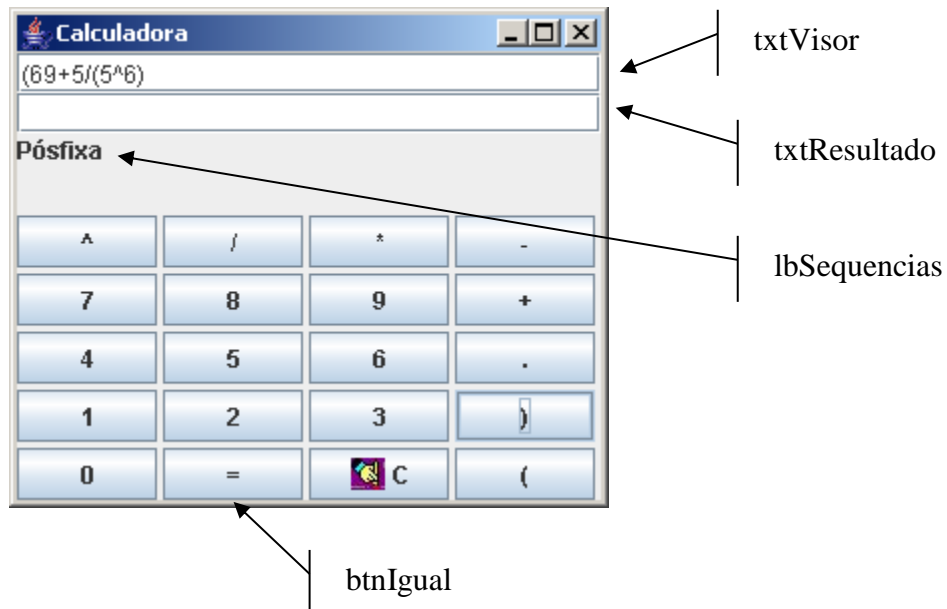 Calculadora
txtVisor
(69+5/(5^6)
txtResultado
Pósfixa
^ / * -
lbSequencias
7 8 9 +
4 5 6 .
1 2 3 )
0 = C (
btnIgual